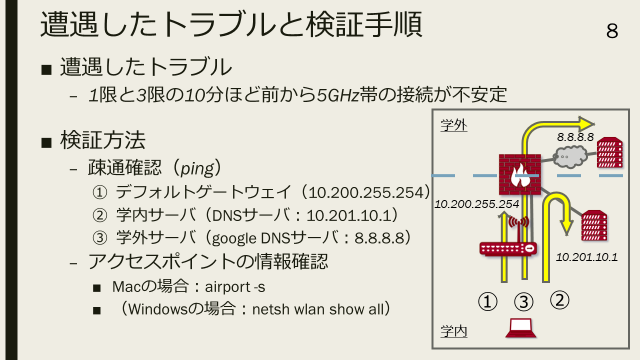 遭遇したトラブルと検証手順
8
■ 遭遇したトラブル
– 1限と3限の10分ほど前から5GHz帯の接続が不安定
■ 検証方法
– 疎通確認（ping）
① デフォルトゲートウェイ（10.200.255.254）
② 学内サーバ（DNSサーバ：10.201.10.1）
③ 学外サーバ（google DNSサーバ：8.8.8.8）
– アクセスポイントの情報確認
■ Macの場合：airport -s
■ （Windowsの場合：netsh wlan show all）
学外
8.8.8.8
10.200.255.254
10.201.10.1
① ③ ②
学内